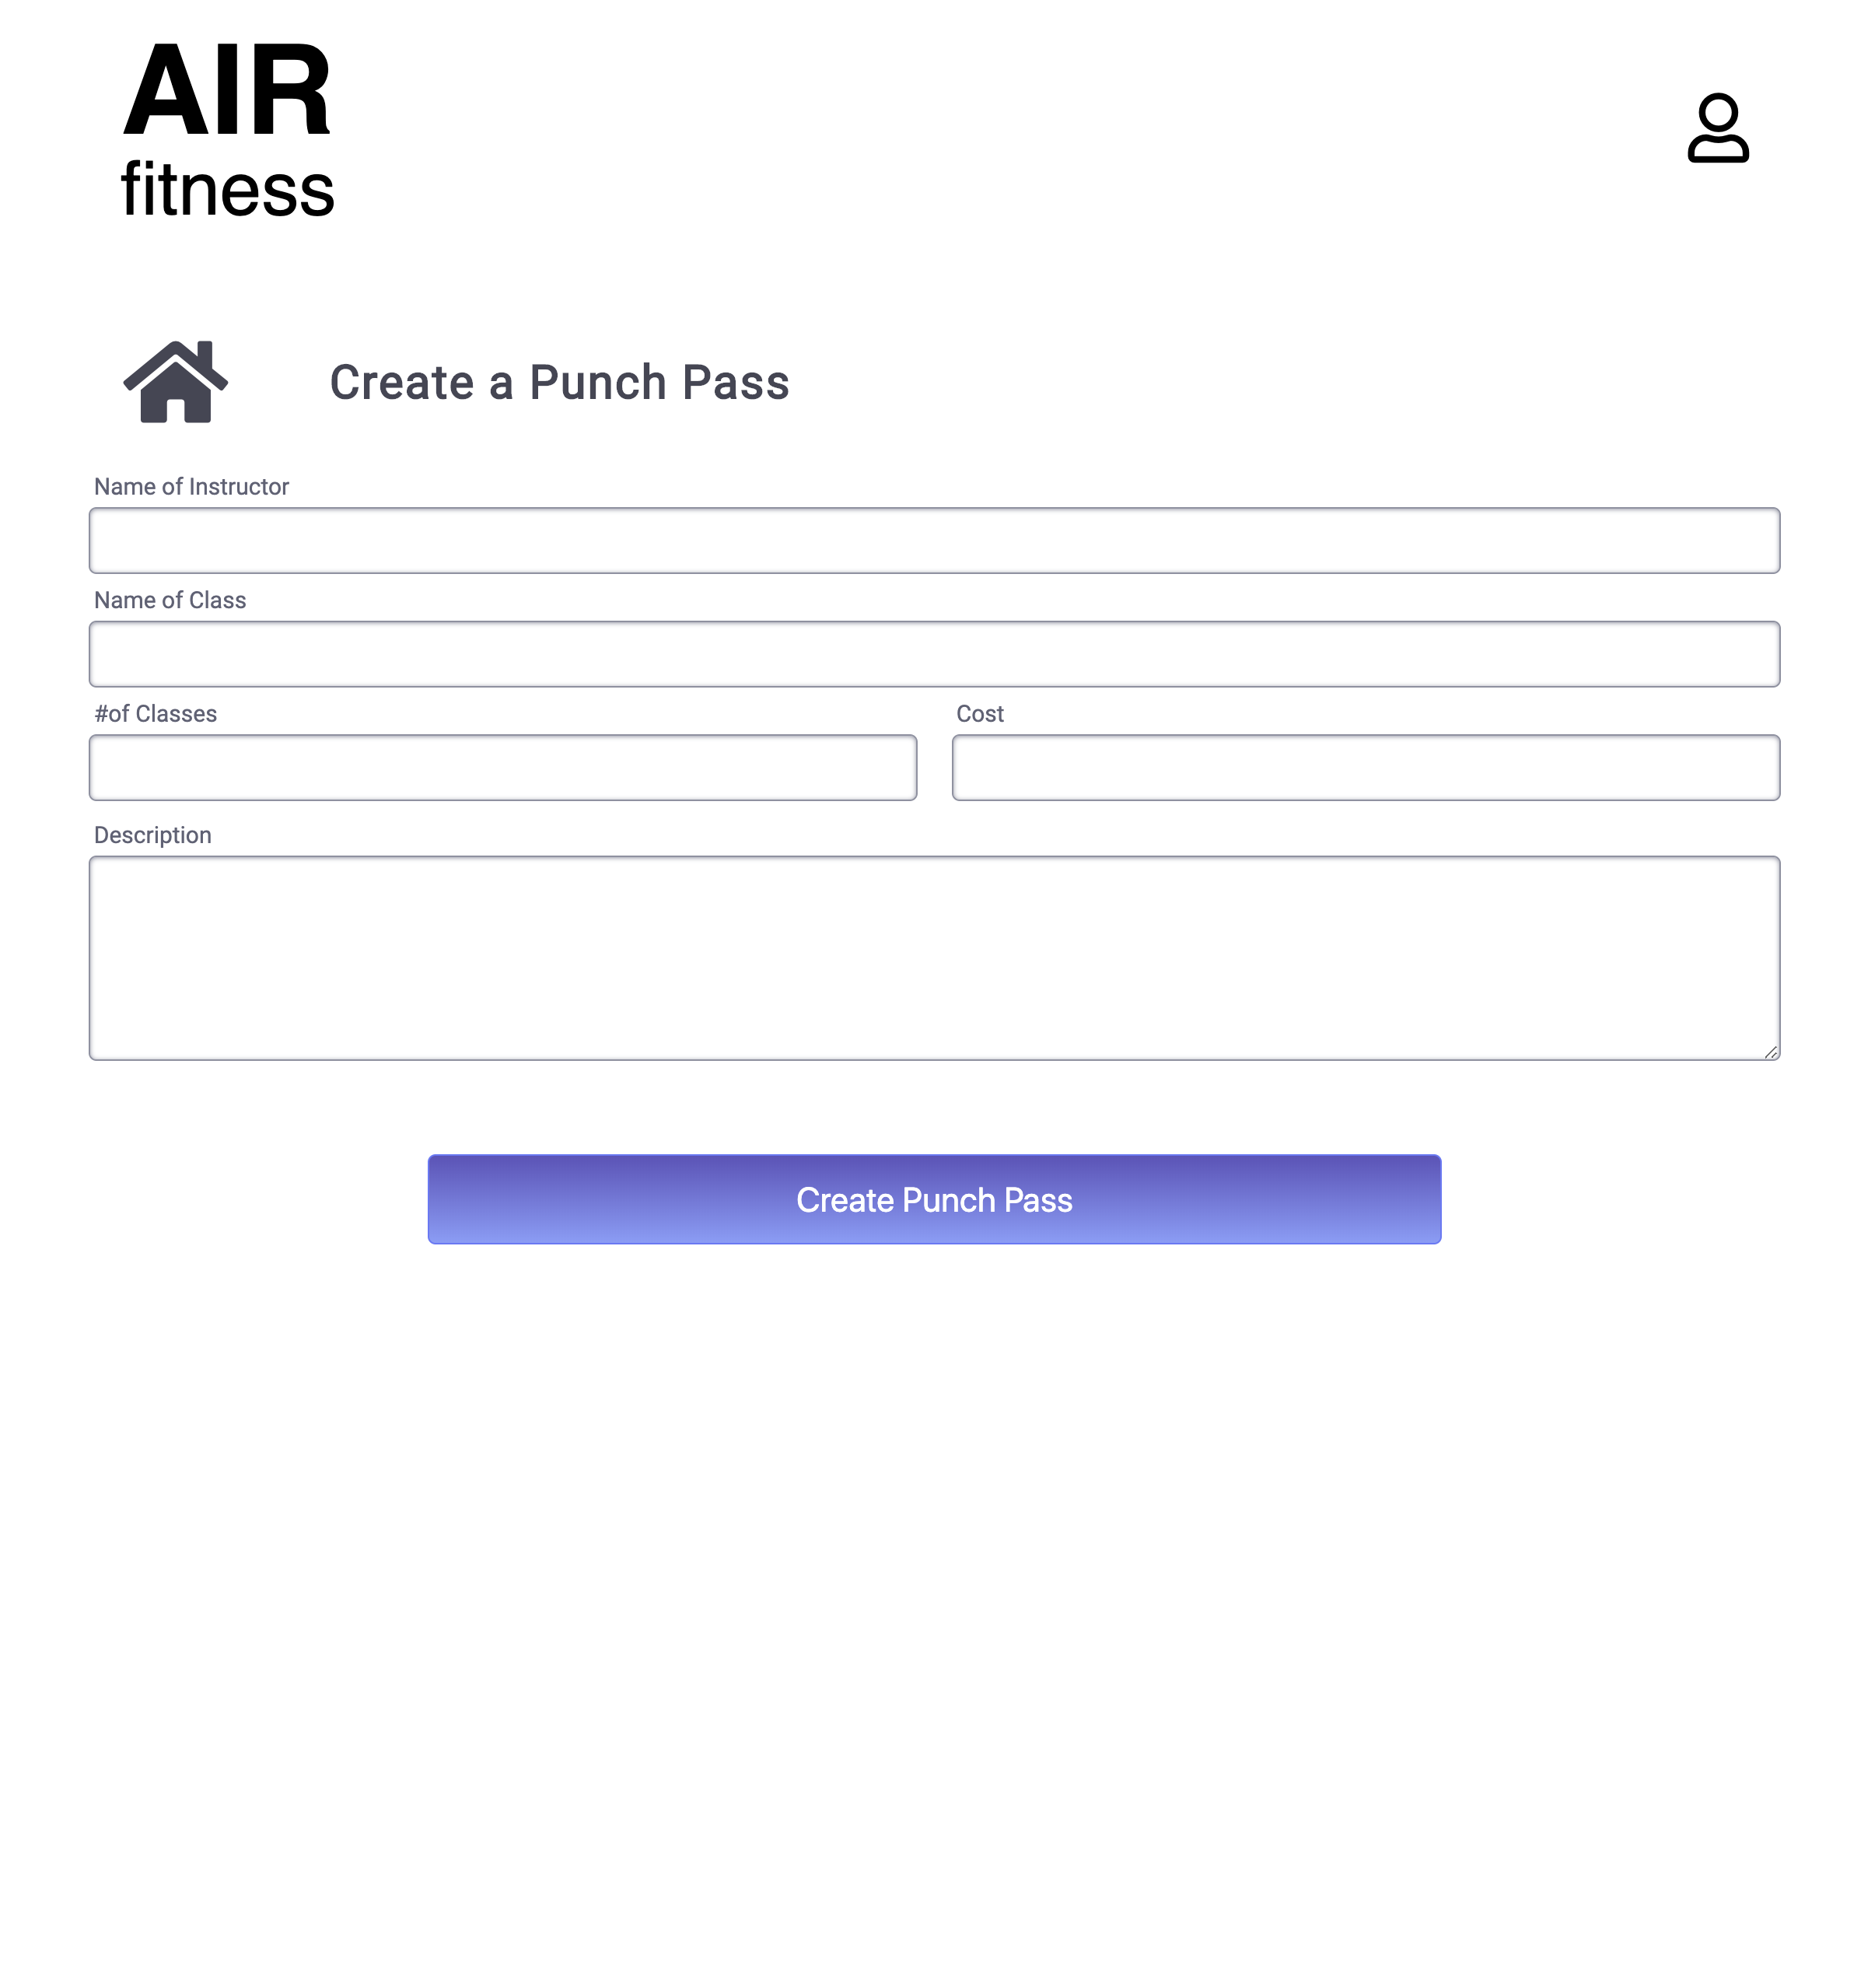 AIR
fitness
Create a Punch Pass
Name of Instructor
Name of Class
#of Classes
Cost
Description
Create Punch Pass